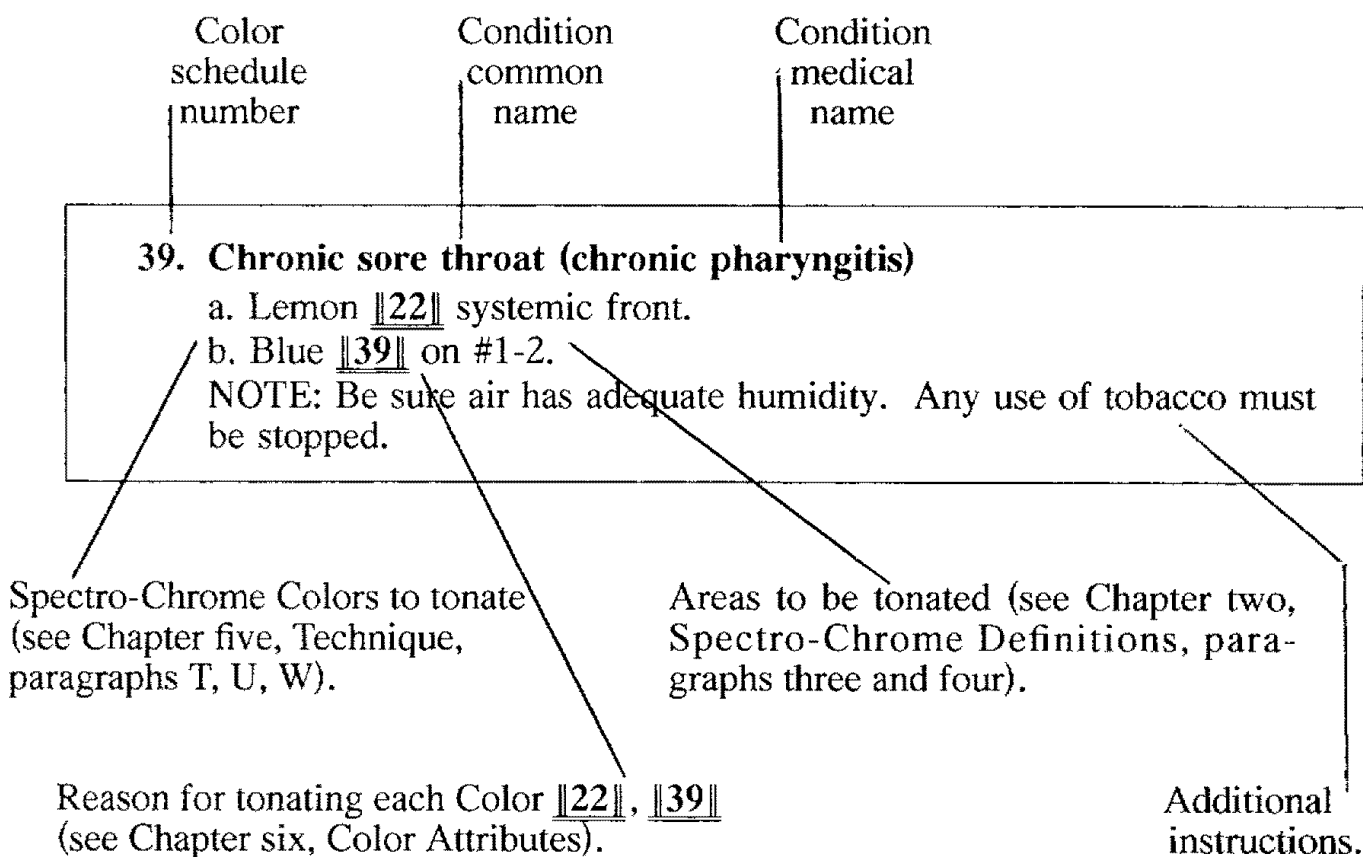 Color
schedule
number
Condition
common
name
Condition
medical
name
39. Chronic sore throat (chronic pharyngitis)
a. Lemon ||22|| systemic front.
b. Blue ||39|| on #1-2.
NOTE: Be sure air has adequate humidity. Any use of tobacco must
be stopped.
Spectro-Chrome Colors to tonate
(see Chapter five, Technique,
paragraphs T, U, W).
Areas to be tonated (see Chapter two,
Spectro-Chrome Definitions, para-
graphs three and four).
Reason for tonating each Color ||22||, ||39||
(see Chapter six, Color Attributes).
Additional
instructions.